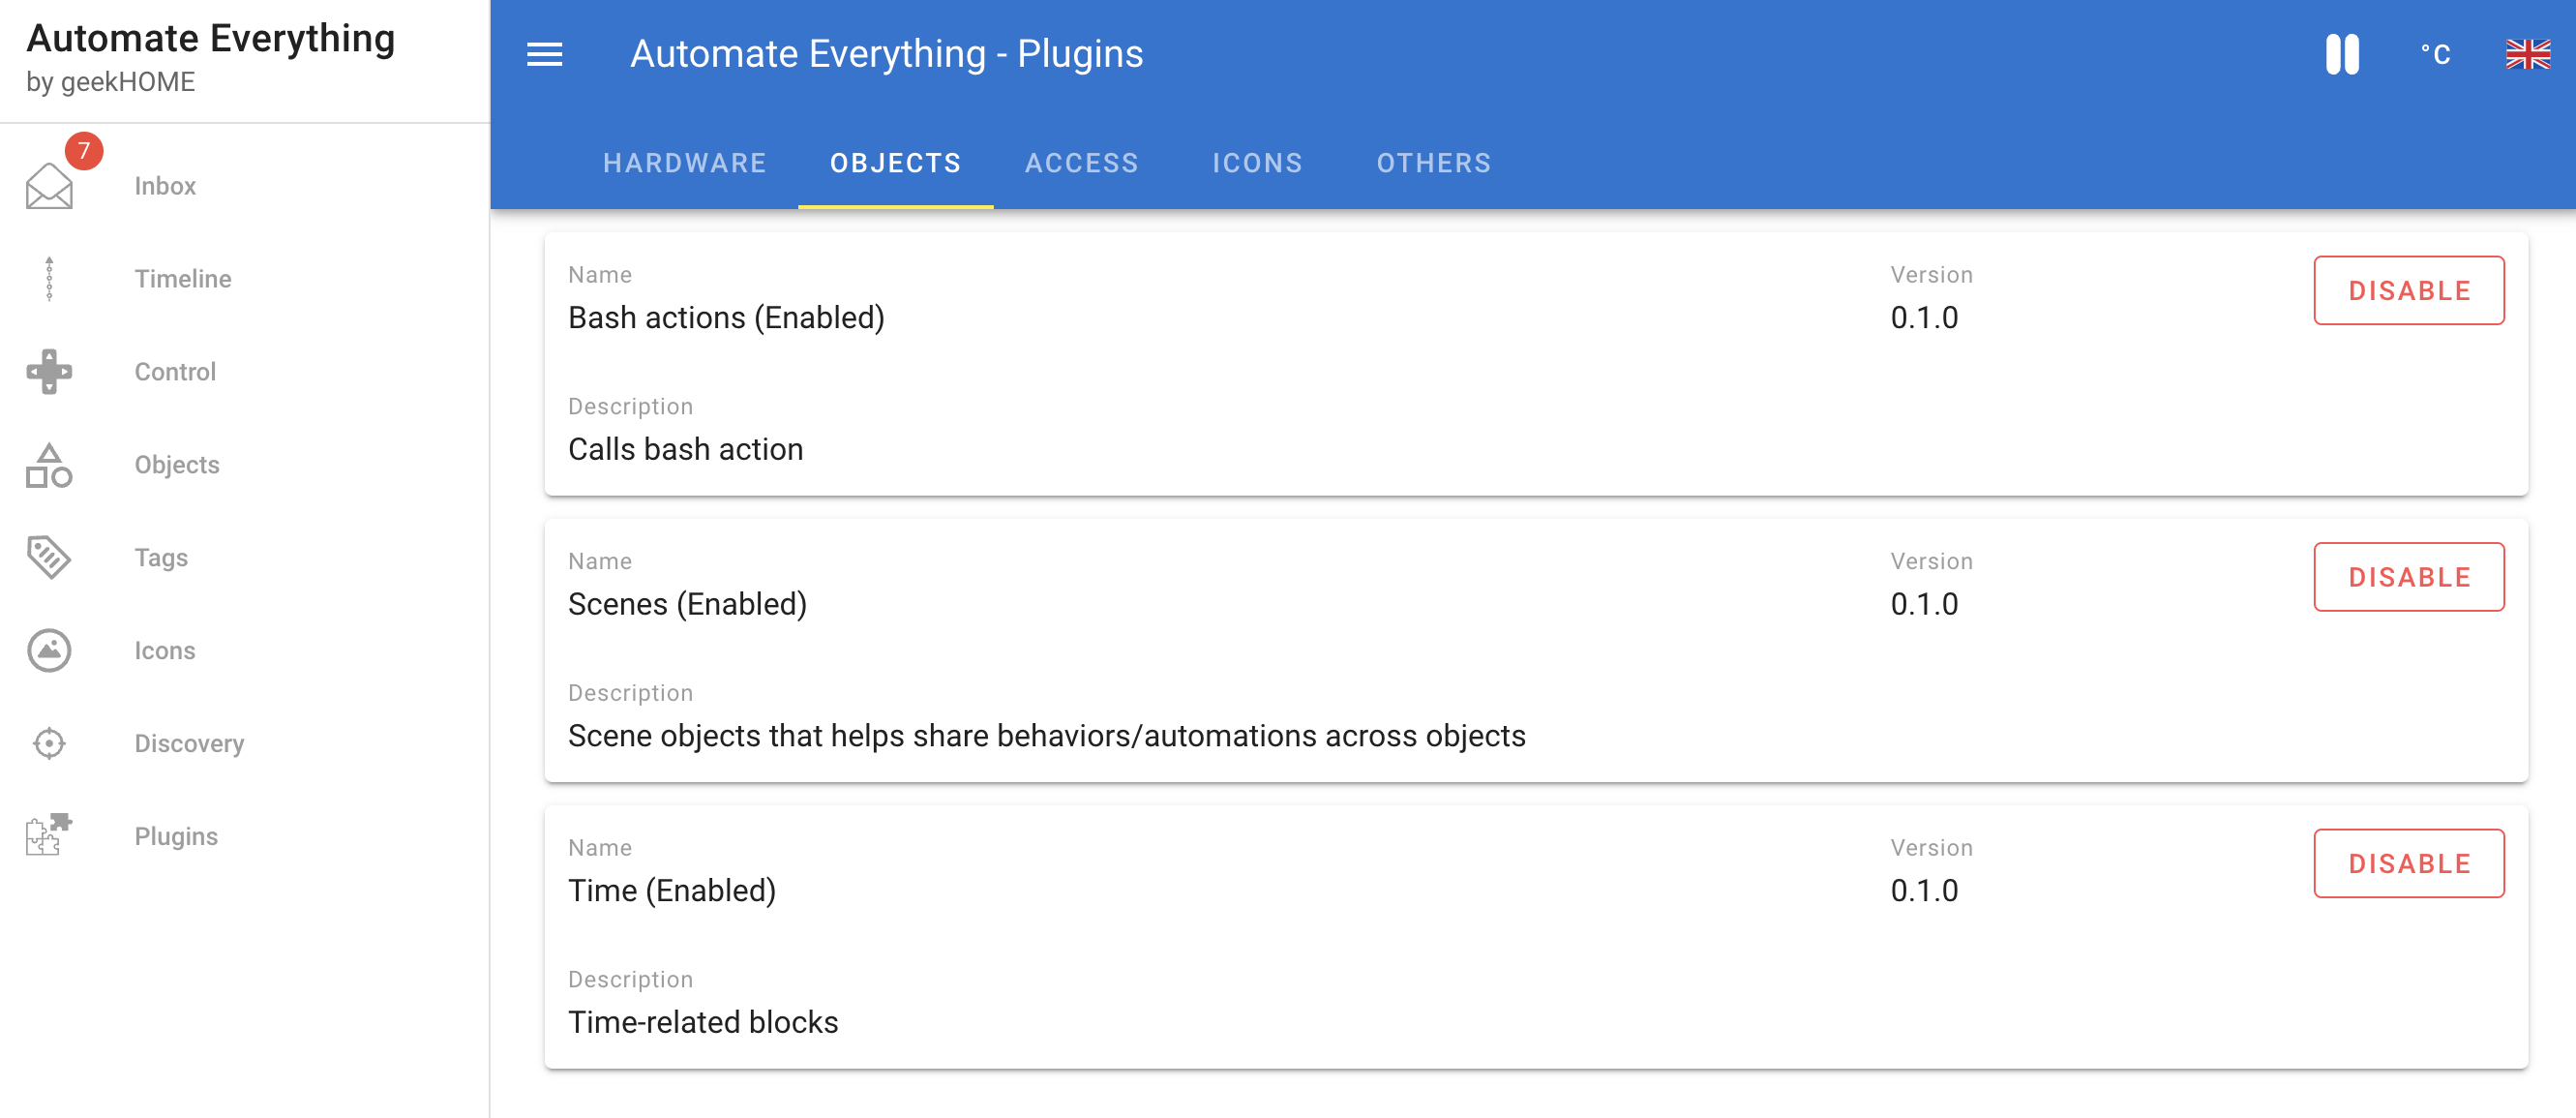 Automate Everything
by geekHOME
7
Inbox
Timeline
Control
Objects
Tags
Icons
Discovery
Plugins
Automate Everything - Plugins
°C
HARDWARE OBJECTS ACCESS ICONS OTHERS
Name Version
Bash actions (Enabled) 0.1.0
DISABLE
Description
Calls bash action
Name Version
Scenes (Enabled) 0.1.0
DISABLE
Description
Scene objects that helps share behaviors/automations across objects
Name Version
Time (Enabled) 0.1.0
DISABLE
Description
Time-related blocks